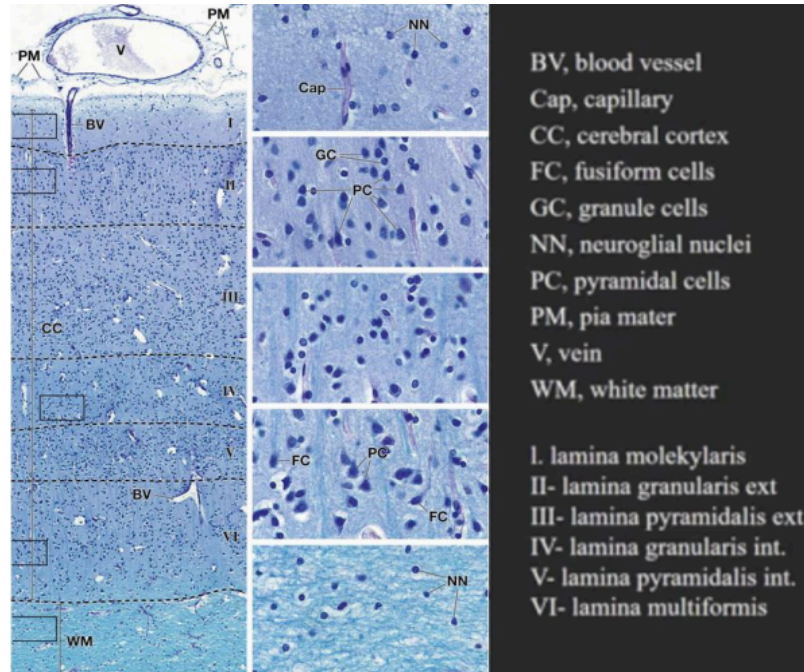 PM
PM
V
BV
I
II
III
CC
IV
V
BV
VI
WM
NN
Cap
GC
PC
FC
PC
FC
NN
BV, blood vessel
Cap, capillary
CC, cerebral cortex
FC, fusiform cells
GC, granule cells
NN, neuroglial nuclei
PC, pyramidal cells
PM, pia mater
V, vein
WM, white matter
l. lamina molekylaris
II- lamina granularis ext
III- lamina pyramidalis ext
IV- lamina granularis int.
V- lamina pyramidalis int.
VI- lamina multiformis